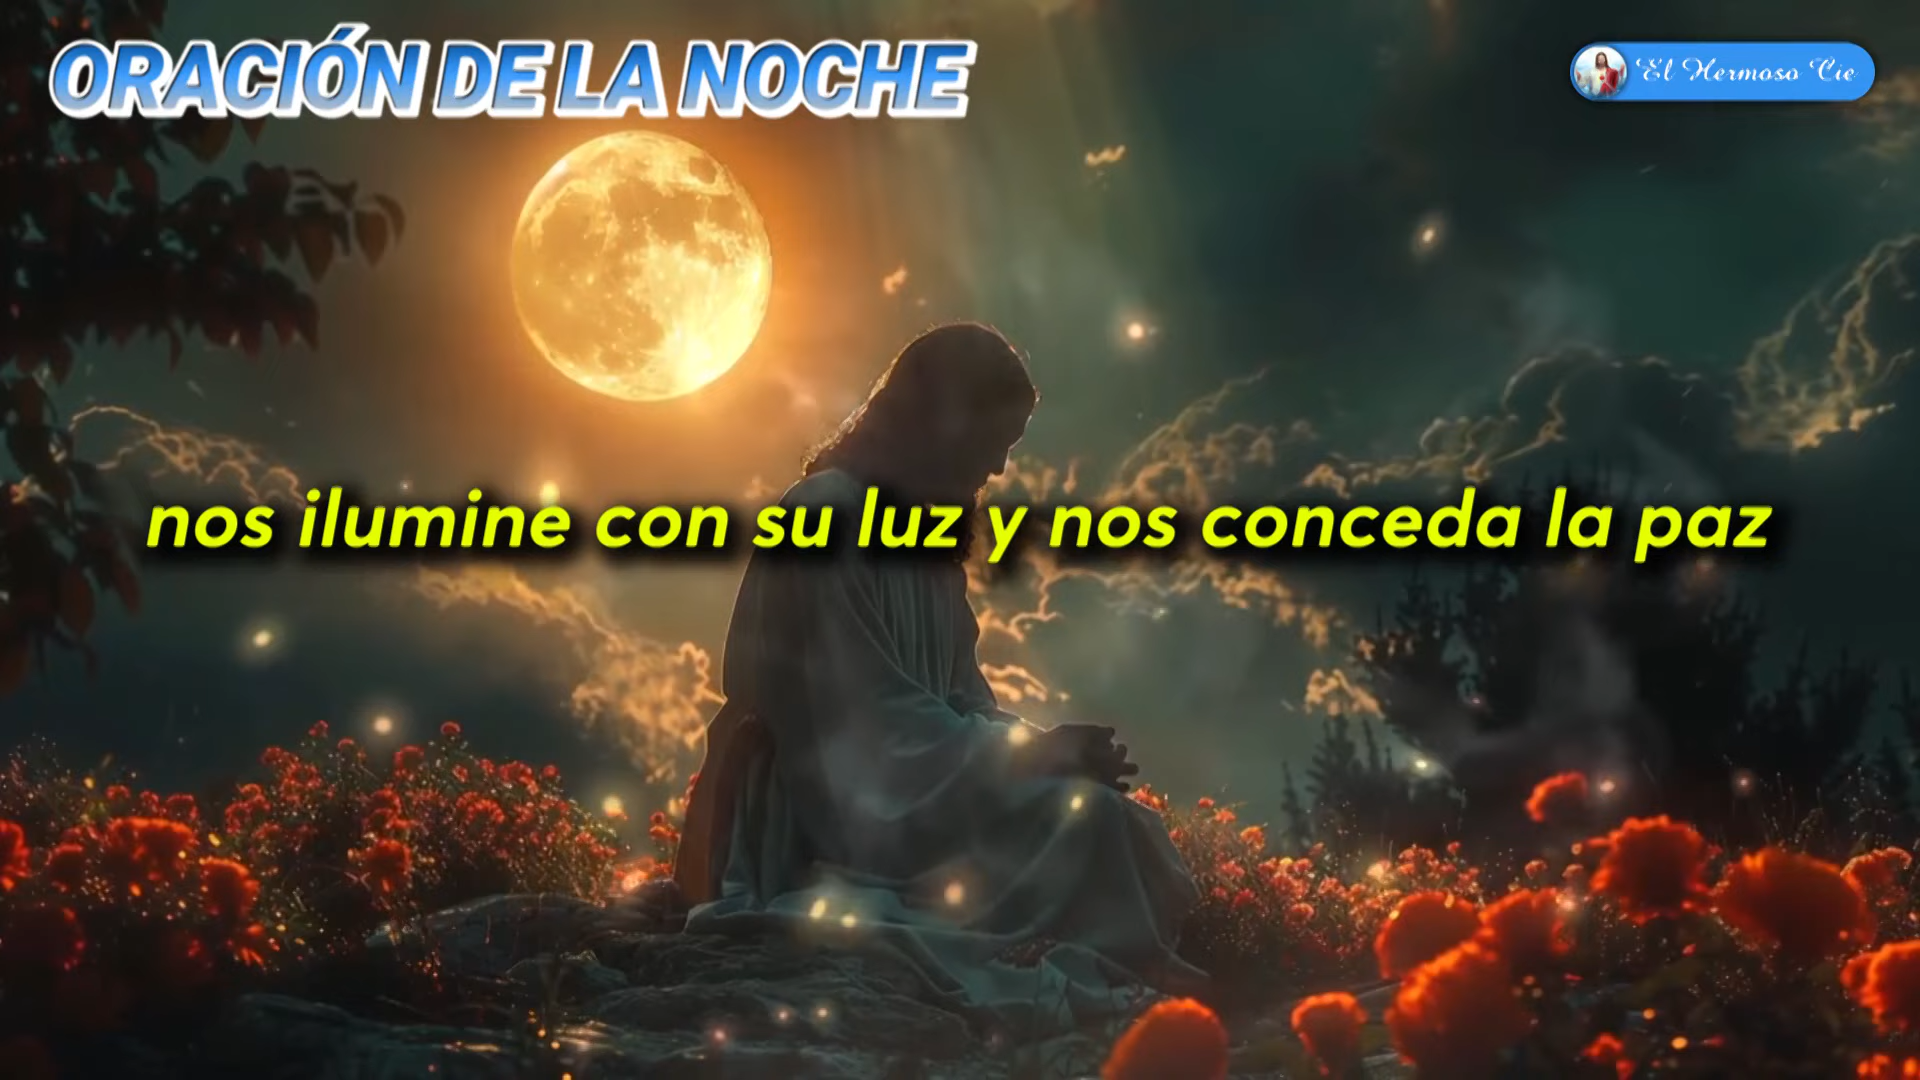 ORACIÓN DE LA NOCHE
El Hermoso Cie
nos ilumine con su luz y nos conceda la paz